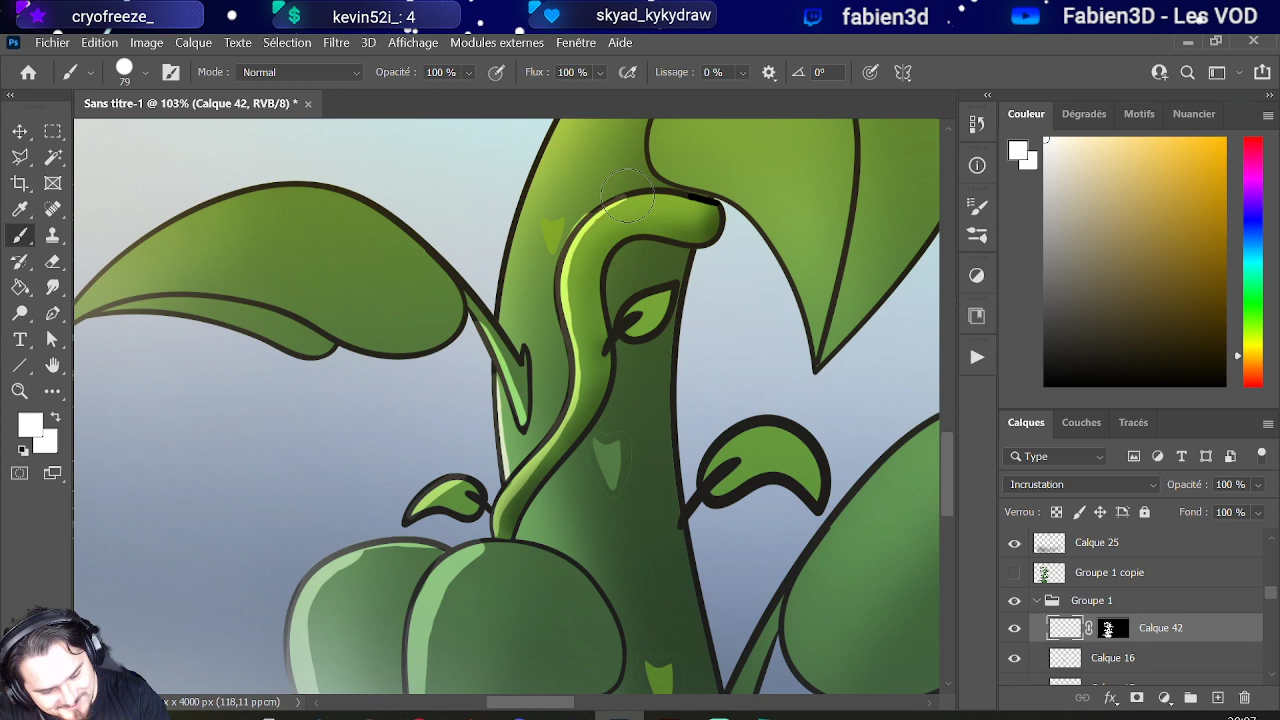 cryofreeze_
kevin52i_: 4
skyad_kykydraw
fabien3d
Fabien3D - Les VOD
Ps
Fichier
Edition
Image
Calque
Texte
Sélection
Filtre
3D
Affichage
Modules externes
Fenêtre
Aide
79
Mode : Normal
Opacité : 100 %
Flux : 100 %
Lissage : 0 %
0°
Sans titre-1 @ 103% (Calque 42, RVB/8) *
Couleur
Dégradés
Motifs
Nuancier
Calques
Couches
Tracés
Type
Incrustation
Opacité : 100 %
Verrou :
Fond : 100 %
Calque 25
Groupe 1 copie
Groupe 1
Calque 42
Calque 16
x x 4000 px (118,11 ppcm)